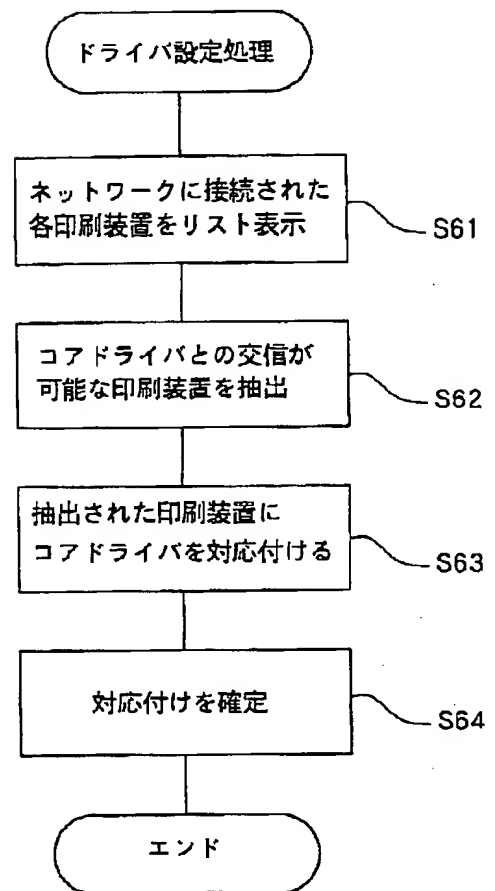 ドライバ設定処理
ネットワークに接続された
各印刷装置をリスト表示
S61
コアドライバとの交信が
可能な印刷装置を抽出
S62
抽出された印刷装置に
コアドライバを対応付ける
S63
対応付けを確定
S64
エンド